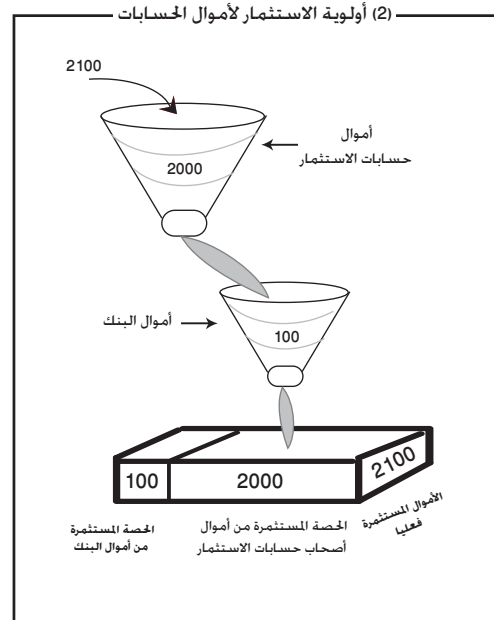 (2) أولوية الاستثمار لأموال الحسابات
2100
أموال
حسابات الاستثمار
2000
أموال البنك
100
2100
2000
100
الأموال المستثمرة
فعليا
الحصة المستثمرة من أموال
أصحاب حسابات الاستثمار
الحصة المستثمرة
من أموال البنك